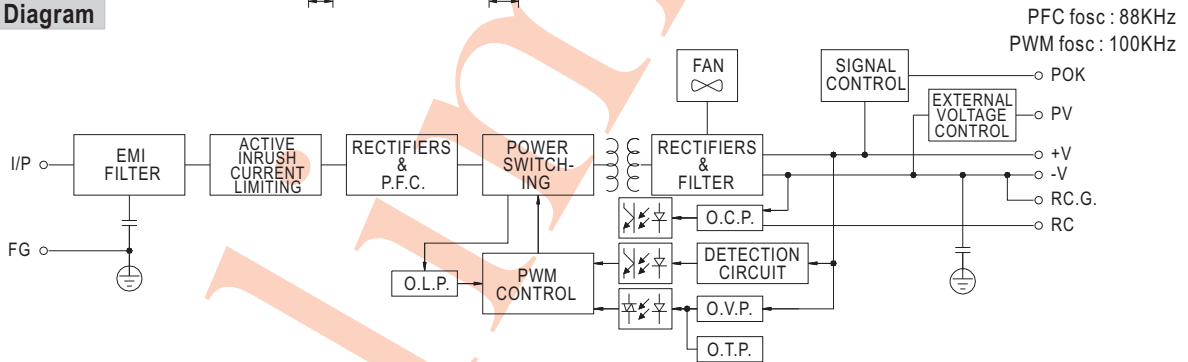 Diagram
PFC fosc : 88KHz
PWM fosc : 100KHz
FAN
SIGNAL
CONTROL
POK
EXTERNAL
VOLTAGE
CONTROL
PV
I/P
EMI
FILTER
ACTIVE
INRUSH
CURRENT
LIMITING
RECTIFIERS
&
P.F.C.
POWER
SWITCH-
ING
RECTIFIERS
&
FILTER
+V
-V
RC.G.
RC
O.C.P.
FG
O.L.P.
PWM
CONTROL
DETECTION
CIRCUIT
O.V.P.
O.T.P.